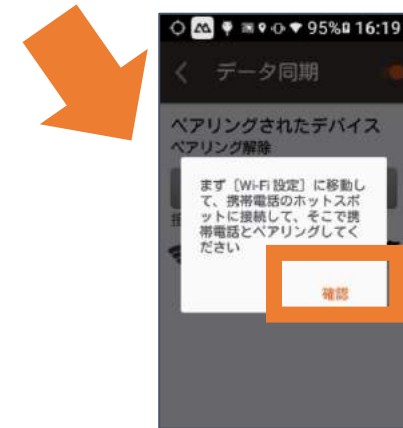 95% 16:19
データ同期
ペアリングされたデバイス
ペアリング解除
まず［Wi-Fi 設定］に移動し
て、携帯電話のホットスポ
ットに接続して、そこで携
帯電話とペアリングしてく
ださい
確認